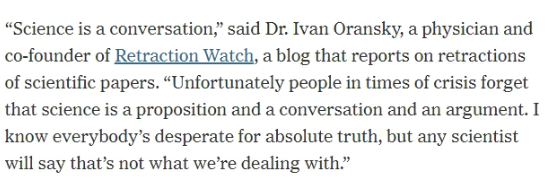 “Science is a conversation,” said Dr. Ivan Oransky, a physician and
co-founder of Retraction Watch, a blog that reports on retractions
of scientific papers. “Unfortunately people in times of crisis forget
that science is a proposition and a conversation and an argument. I
know everybody’s desperate for absolute truth, but any scientist
will say that’s not what we’re dealing with.”